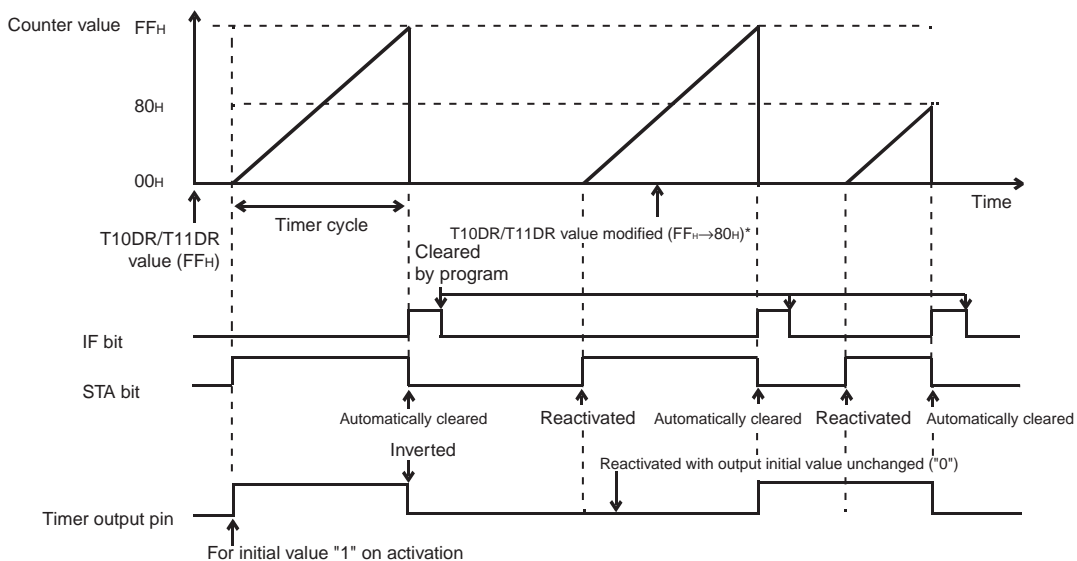 Counter value FFH
80H
00H
Time
Timer cycle
T10DR/T11DR
value (FFH)
T10DR/T11DR value modified (FFH→80H)*
Cleared
by program
IF bit
STA bit
Automatically cleared
Reactivated
Automatically cleared
Reactivated
Automatically cleared
Inverted
Reactivated with output initial value unchanged ("0")
Timer output pin
For initial value "1" on activation